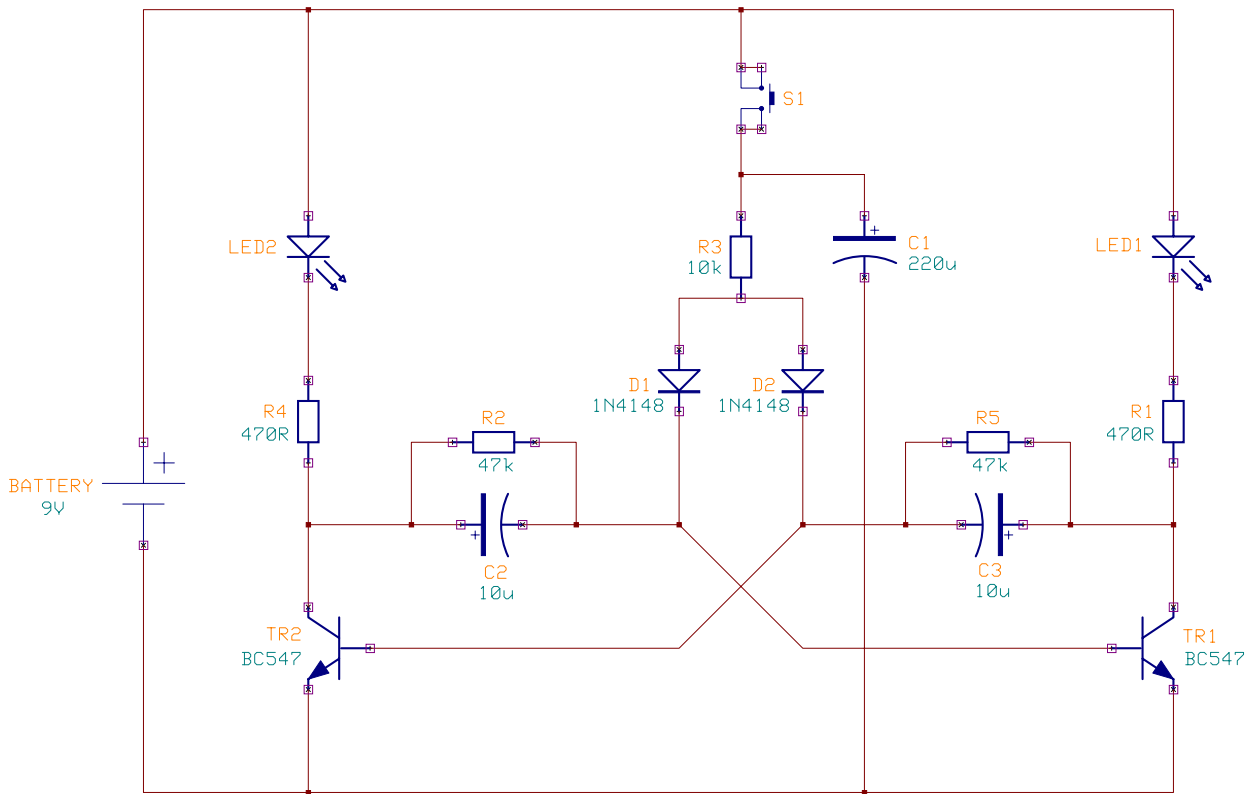 S1
LED2
R3
10k
+
C1
220u
LED1
D1
1N4148
D2
1N4148
R4
470R
R2
47k
R5
47k
R1
470R
+
BATTERY
9V
+
C2
10u
+
C3
10u
TR2
BC547
TR1
BC547